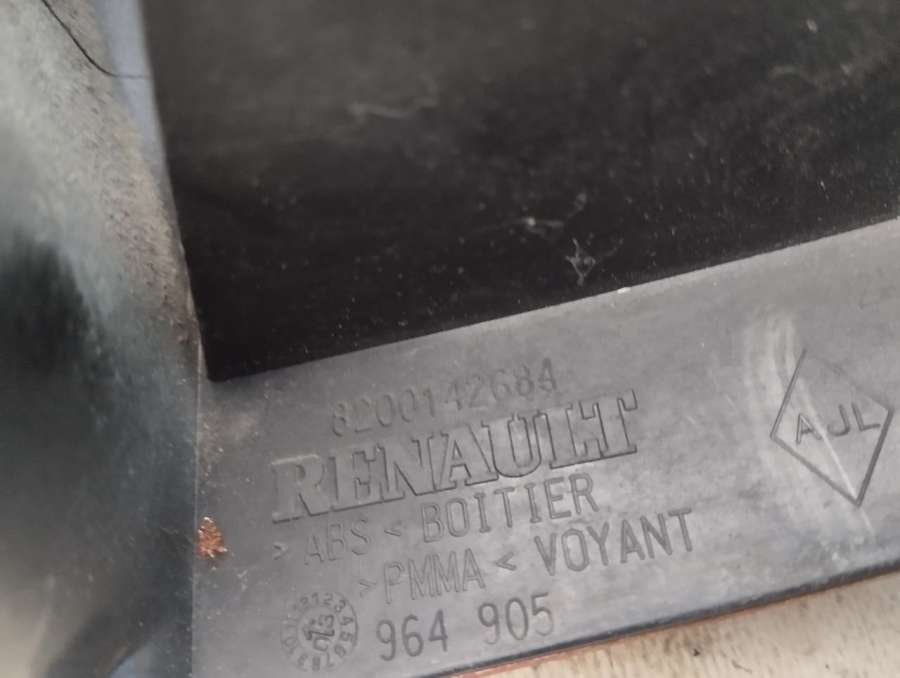 8200142684
RENAULT
> ABS < BOITIER
> PMMA < VOYANT
964 905
AJL